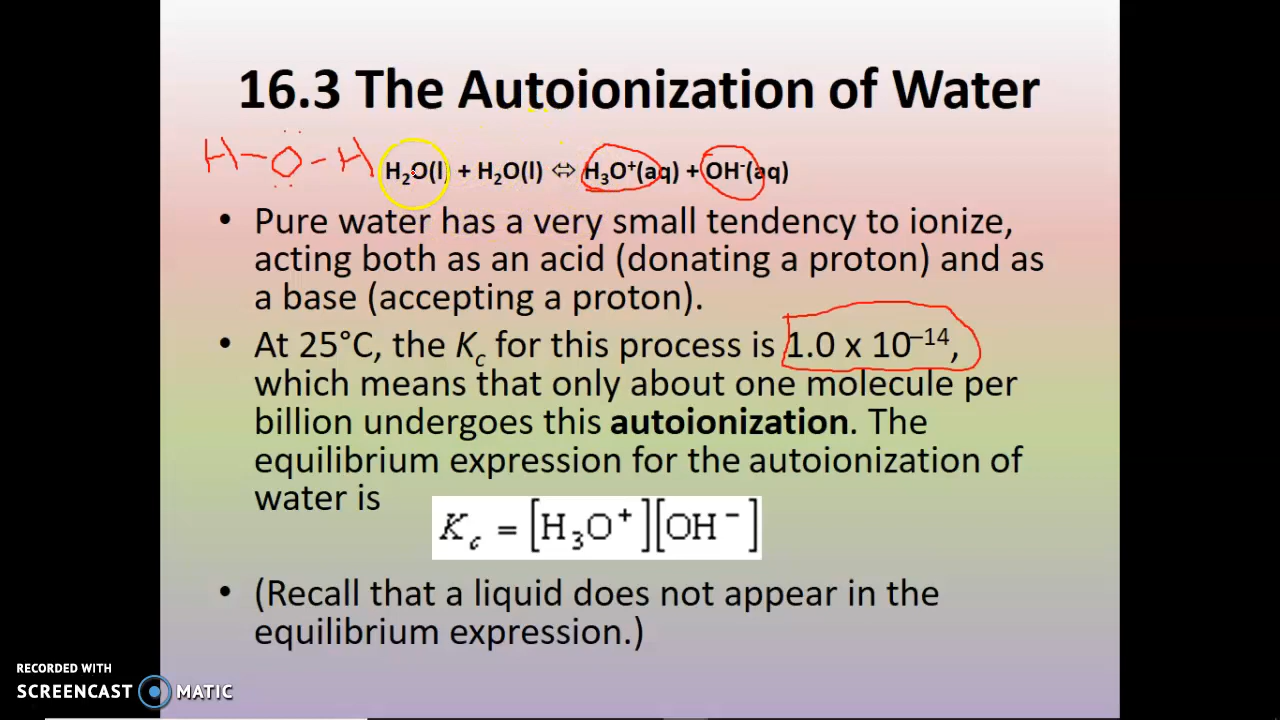 16.3 The Autoionization of Water
H-O-H H₂O(l) + H₂O(l) ⇔ H₃O⁺(aq) + OH⁻(aq)
• Pure water has a very small tendency to ionize,
acting both as an acid (donating a proton) and as
a base (accepting a proton).
• At 25°C, the Kc for this process is 1.0 x 10⁻¹⁴,
which means that only about one molecule per
billion undergoes this autoionization. The
equilibrium expression for the autoionization of
water is
Kc = [H₃O⁺][OH⁻]
• (Recall that a liquid does not appear in the
equilibrium expression.)
RECORDED WITH
SCREENCAST MATIC